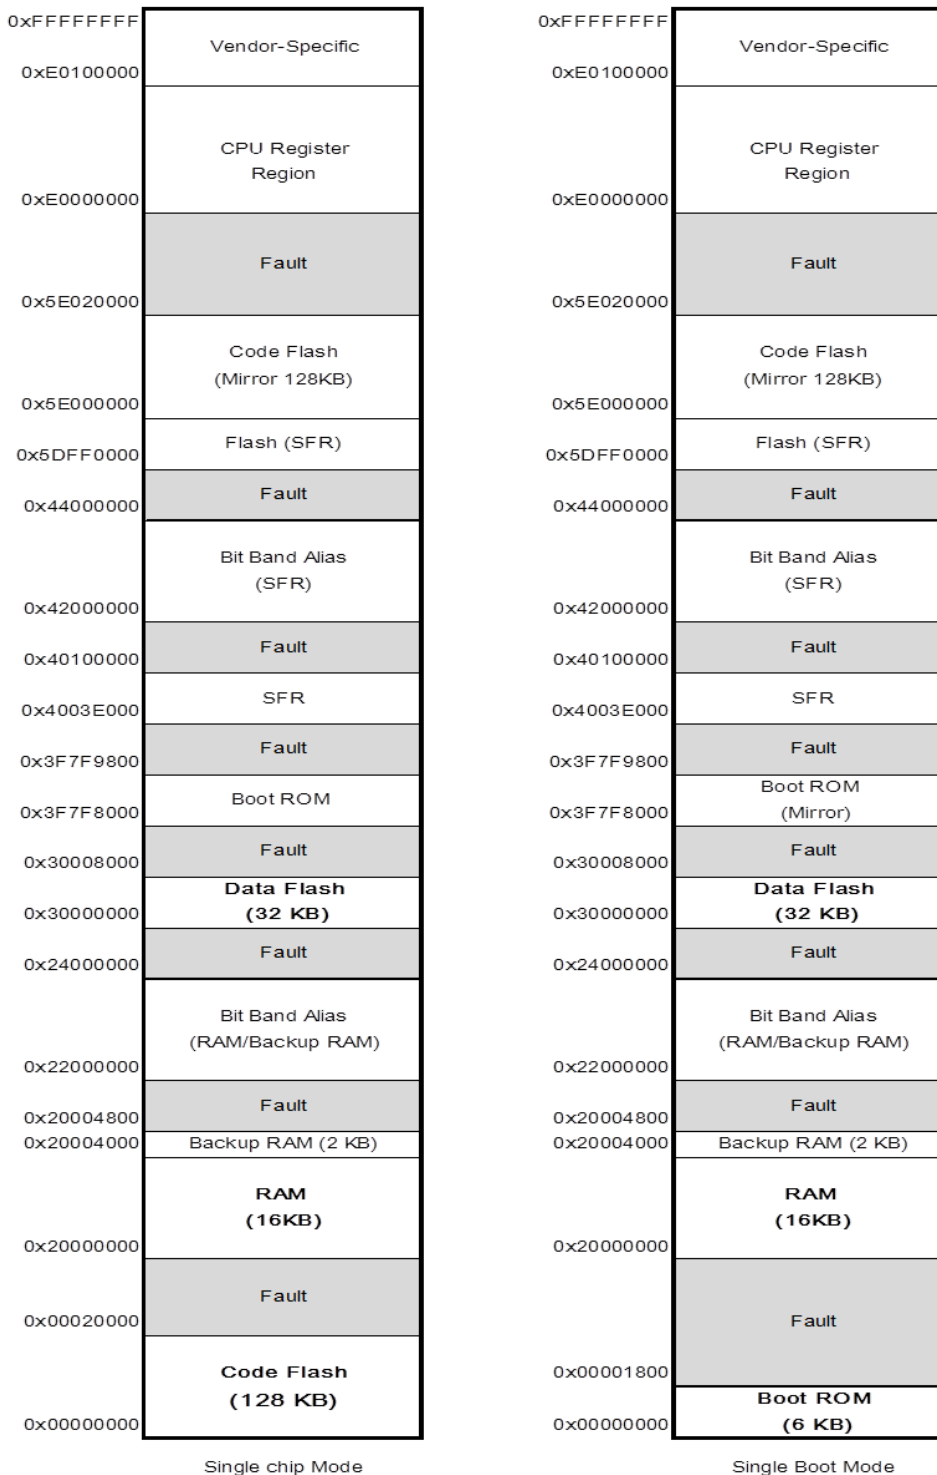 0xFFFFFFFF
Vendor-Specific
0xE0100000
CPU Register
Region
0xE0000000
Fault
0x5E020000
Code Flash
(Mirror 128KB)
0x5E000000
Flash (SFR)
0x5DFF0000
Fault
0x44000000
Bit Band Alias
(SFR)
0x42000000
Fault
0x40100000
SFR
0x4003E000
Fault
0x3F7F9800
Boot ROM
0x3F7F8000
Fault
0x30008000
Data Flash
(32 KB)
0x30000000
Fault
0x24000000
Bit Band Alias
(RAM/Backup RAM)
0x22000000
Fault
0x20004800
0x20004000
Backup RAM (2 KB)
RAM
(16KB)
0x20000000
Fault
0x00020000
Code Flash
(128 KB)
0x00000000
Single chip Mode
0xFFFFFFFF
Vendor-Specific
0xE0100000
CPU Register
Region
0xE0000000
Fault
0x5E020000
Code Flash
(Mirror 128KB)
0x5E000000
Flash (SFR)
0x5DFF0000
Fault
0x44000000
Bit Band Alias
(SFR)
0x42000000
Fault
0x40100000
SFR
0x4003E000
Fault
0x3F7F9800
Boot ROM
(Mirror)
0x3F7F8000
Fault
0x30008000
Data Flash
(32 KB)
0x30000000
Fault
0x24000000
Bit Band Alias
(RAM/Backup RAM)
0x22000000
Fault
0x20004800
0x20004000
Backup RAM (2 KB)
RAM
(16KB)
0x20000000
Fault
0x00001800
Boot ROM
(6 KB)
0x00000000
Single Boot Mode